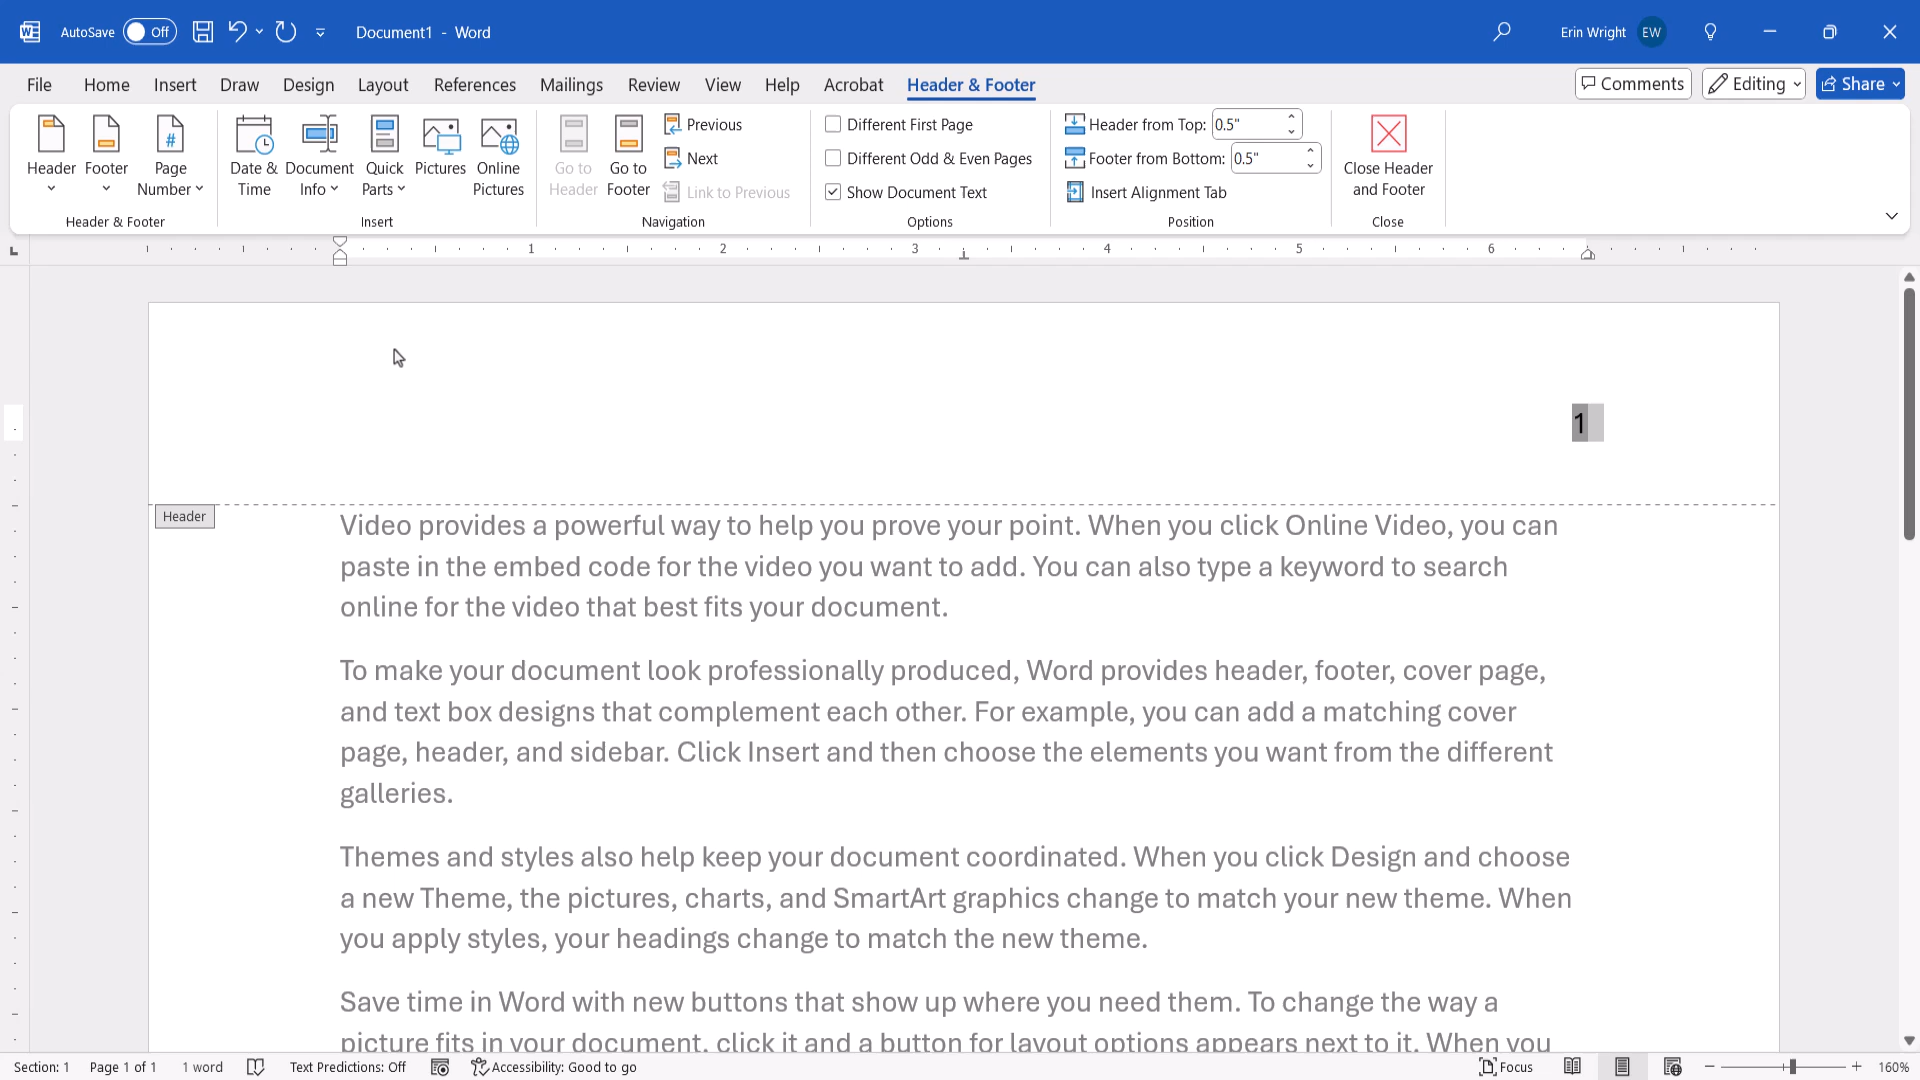 AutoSave Off Document1 - Word Erin Wright EW
File Home Insert Draw Design Layout References Mailings Review View Help Acrobat Header & Footer Comments Editing Share
Header Footer Page Number Date & Time Document Info Quick Parts Pictures Online Pictures Go to Header Go to Footer
Previous
Next
Link to Previous
Different First Page
Different Odd & Even Pages
Show Document Text
Header from Top: 0.5"
Footer from Bottom: 0.5"
Insert Alignment Tab
Close Header and Footer
Header & Footer Insert Navigation Options Position Close
1 2 3 4 5 6
1
Header
Video provides a powerful way to help you prove your point. When you click Online Video, you can
paste in the embed code for the video you want to add. You can also type a keyword to search
online for the video that best fits your document.
To make your document look professionally produced, Word provides header, footer, cover page,
and text box designs that complement each other. For example, you can add a matching cover
page, header, and sidebar. Click Insert and then choose the elements you want from the different
galleries.
Themes and styles also help keep your document coordinated. When you click Design and choose
a new Theme, the pictures, charts, and SmartArt graphics change to match your new theme. When
you apply styles, your headings change to match the new theme.
Save time in Word with new buttons that show up where you need them. To change the way a
picture fits in your document, click it and a button for layout options appears next to it. When you
Section: 1 Page 1 of 1 1 word Text Predictions: Off Accessibility: Good to go Focus 160%